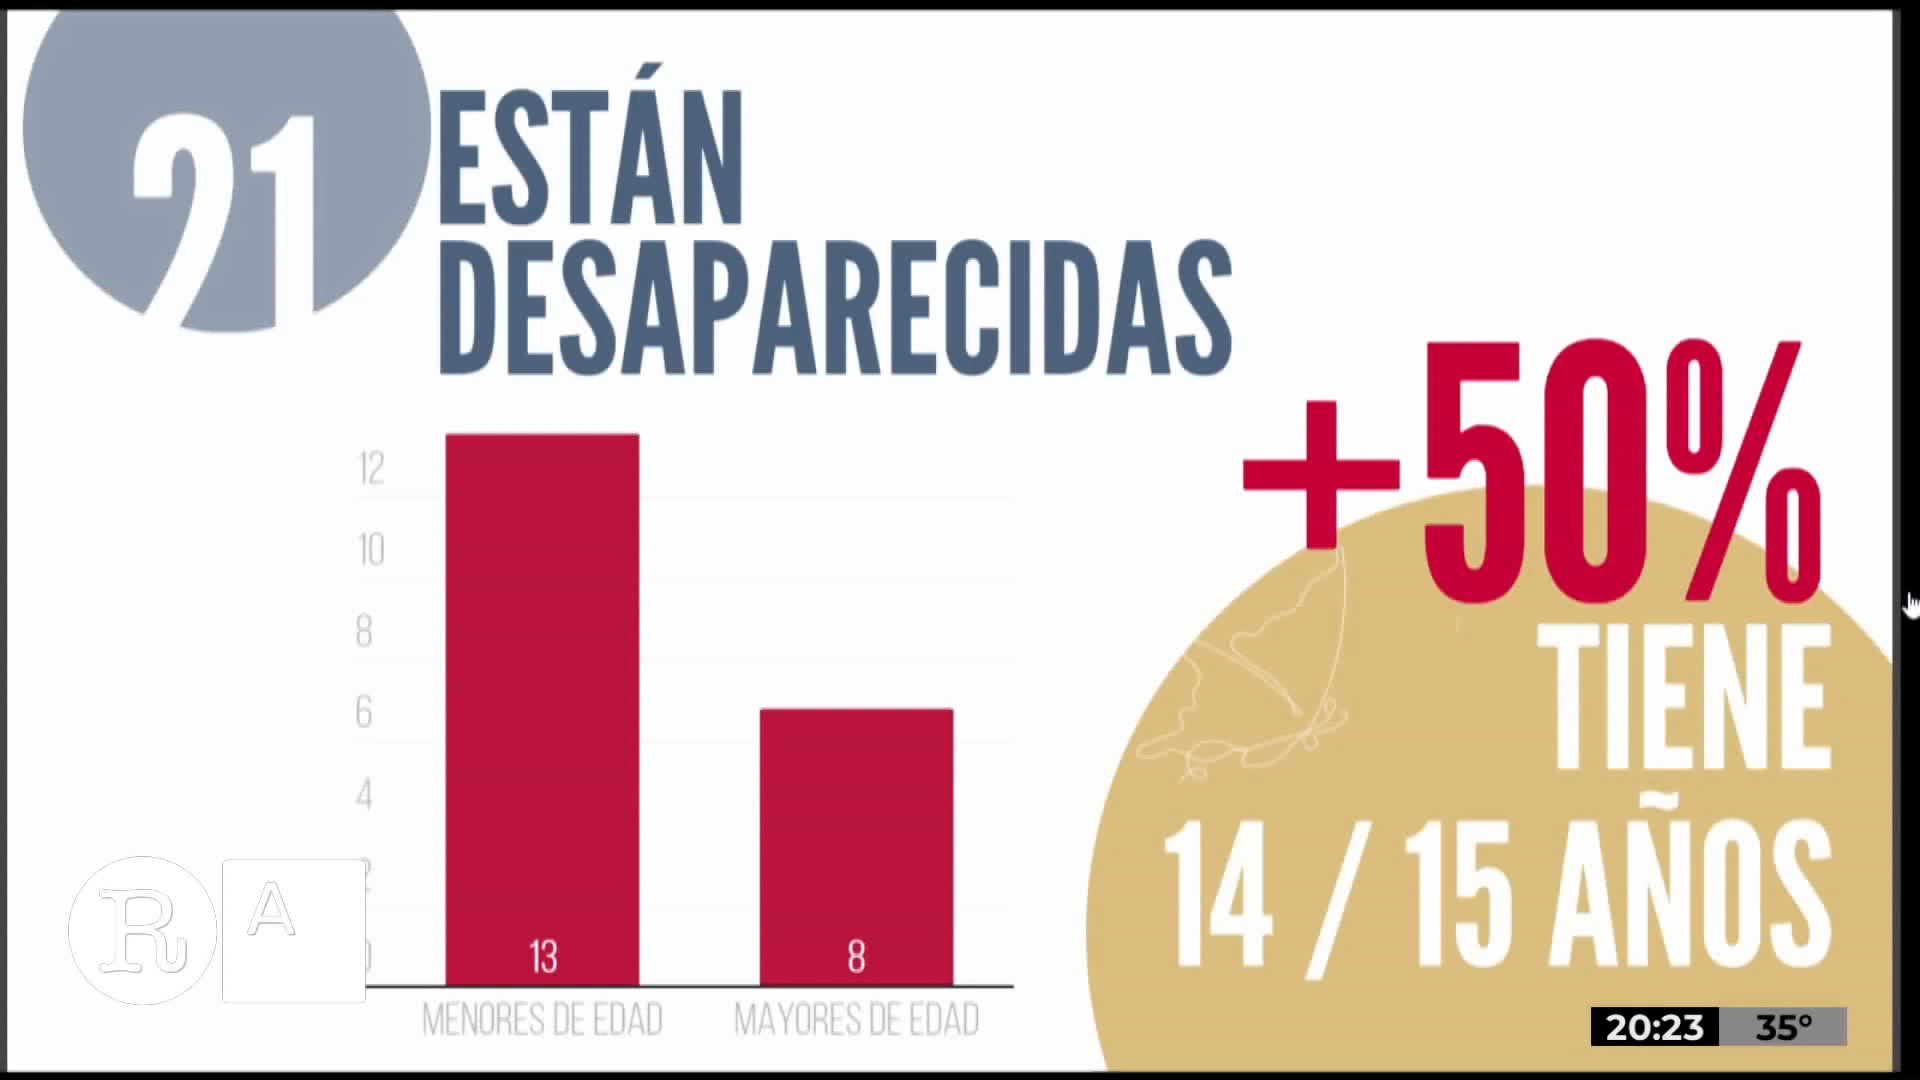 21
ESTÁN
DESAPARECIDAS
+50%
TIENE
14 / 15 AÑOS
12
10
8
6
4
2
13
8
MENORES DE EDAD
MAYORES DE EDAD
R A
20:23 35°